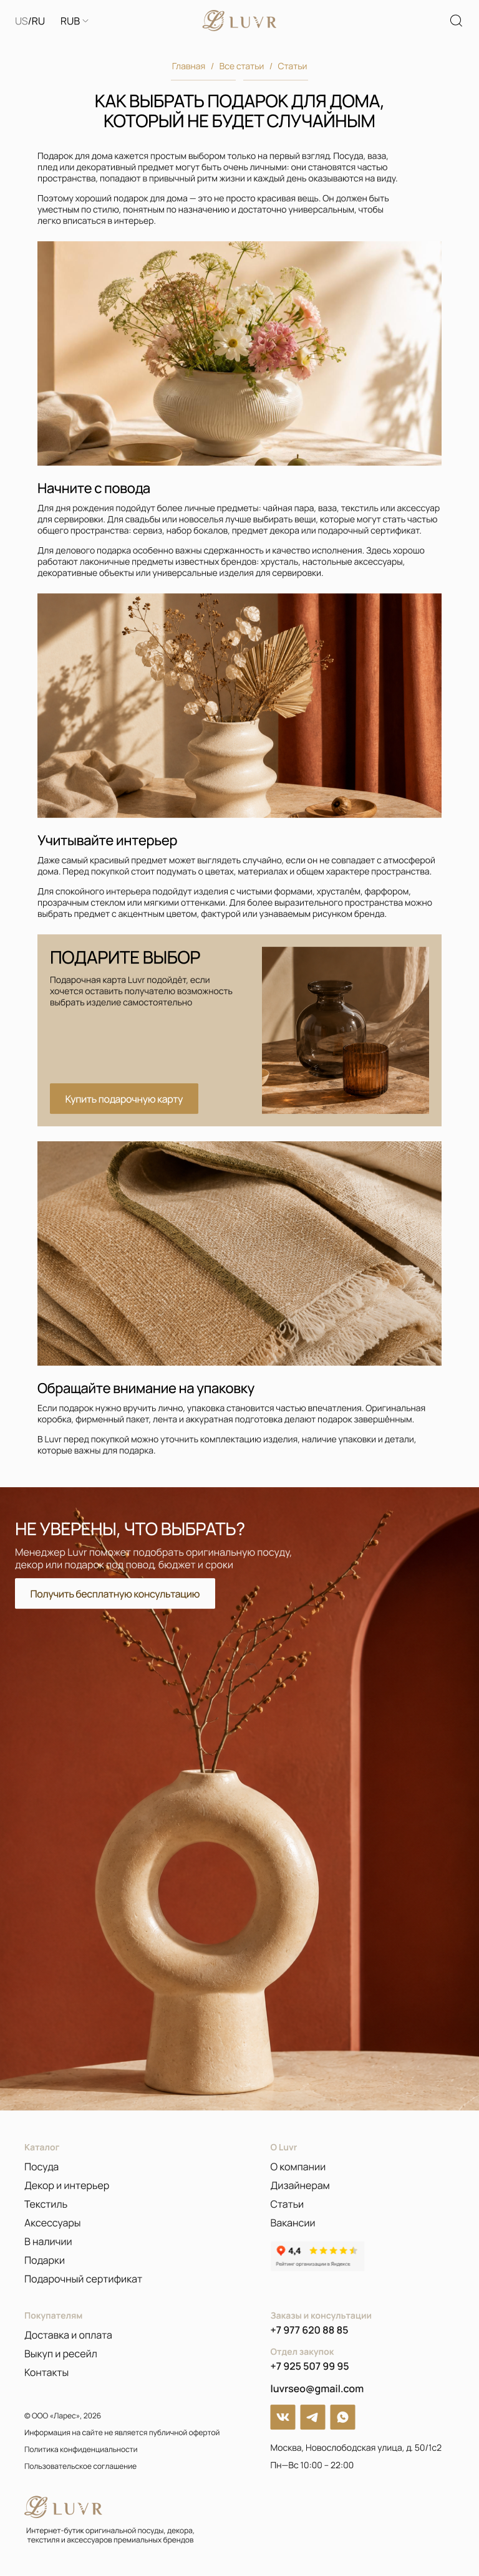 US/RU
RUB
LUVR
Главная / Все статьи / Статьи
КАК ВЫБРАТЬ ПОДАРОК ДЛЯ ДОМА,
КОТОРЫЙ НЕ БУДЕТ СЛУЧАЙНЫМ
Подарок для дома кажется простым выбором только на первый взгляд. Посуда, ваза,
плед или декоративный предмет могут быть очень личными: они становятся частью
пространства, попадают в привычный ритм жизни и каждый день оказываются на виду.
Поэтому хороший подарок для дома — это не просто красивая вещь. Он должен быть
уместным по стилю, понятным по назначению и достаточно универсальным, чтобы
легко вписаться в интерьер.
Начните с повода
Для дня рождения подойдут более личные предметы: чайная пара, ваза, текстиль или аксессуар
для сервировки. Для свадьбы или новоселья лучше выбирать вещи, которые могут стать частью
общего пространства: сервиз, набор бокалов, предмет декора или подарочный сертификат.
Для делового подарка особенно важны сдержанность и качество исполнения. Здесь хорошо
работают лаконичные предметы известных брендов: хрусталь, настольные аксессуары,
декоративные объекты или универсальные изделия для сервировки.
Учитывайте интерьер
Даже самый красивый предмет может выглядеть случайно, если он не совпадает с атмосферой
дома. Перед покупкой стоит подумать о цветах, материалах и общем характере пространства.
Для спокойного интерьера подойдут изделия с чистыми формами, хрусталём, фарфором,
прозрачным стеклом или мягкими оттенками. Для более выразительного пространства можно
выбрать предмет с акцентным цветом, фактурой или узнаваемым рисунком бренда.
ПОДАРИТЕ ВЫБОР
Подарочная карта Luvr подойдёт, если
хочется оставить получателю возможность
выбрать изделие самостоятельно
Купить подарочную карту
Обращайте внимание на упаковку
Если подарок нужно вручить лично, упаковка становится частью впечатления. Оригинальная
коробка, фирменный пакет, лента и аккуратная подготовка делают подарок завершённым.
В Luvr перед покупкой можно уточнить комплектацию изделия, наличие упаковки и детали,
которые важны для подарка.
НЕ УВЕРЕНЫ, ЧТО ВЫБРАТЬ?
Менеджер Luvr поможет подобрать оригинальную посуду,
декор или подарок под повод, бюджет и сроки
Получить бесплатную консультацию
Каталог
Посуда
Декор и интерьер
Текстиль
Аксессуары
В наличии
Подарки
Подарочный сертификат
О Luvr
О компании
Дизайнерам
Статьи
Вакансии
4,4
Рейтинг организации в Яндексе
Покупателям
Доставка и оплата
Выкуп и ресейл
Контакты
Заказы и консультации
+7 977 620 88 85
Отдел закупок
+7 925 507 99 95
luvrseo@gmail.com
Москва, Новослободская улица, д. 50/1с2
Пн—Вс 10:00 – 22:00
© ООО «Ларес», 2026
Информация на сайте не является публичной офертой
Политика конфиденциальности
Пользовательское соглашение
LUVR
Интернет-бутик оригинальной посуды, декора,
текстиля и аксессуаров премиальных брендов